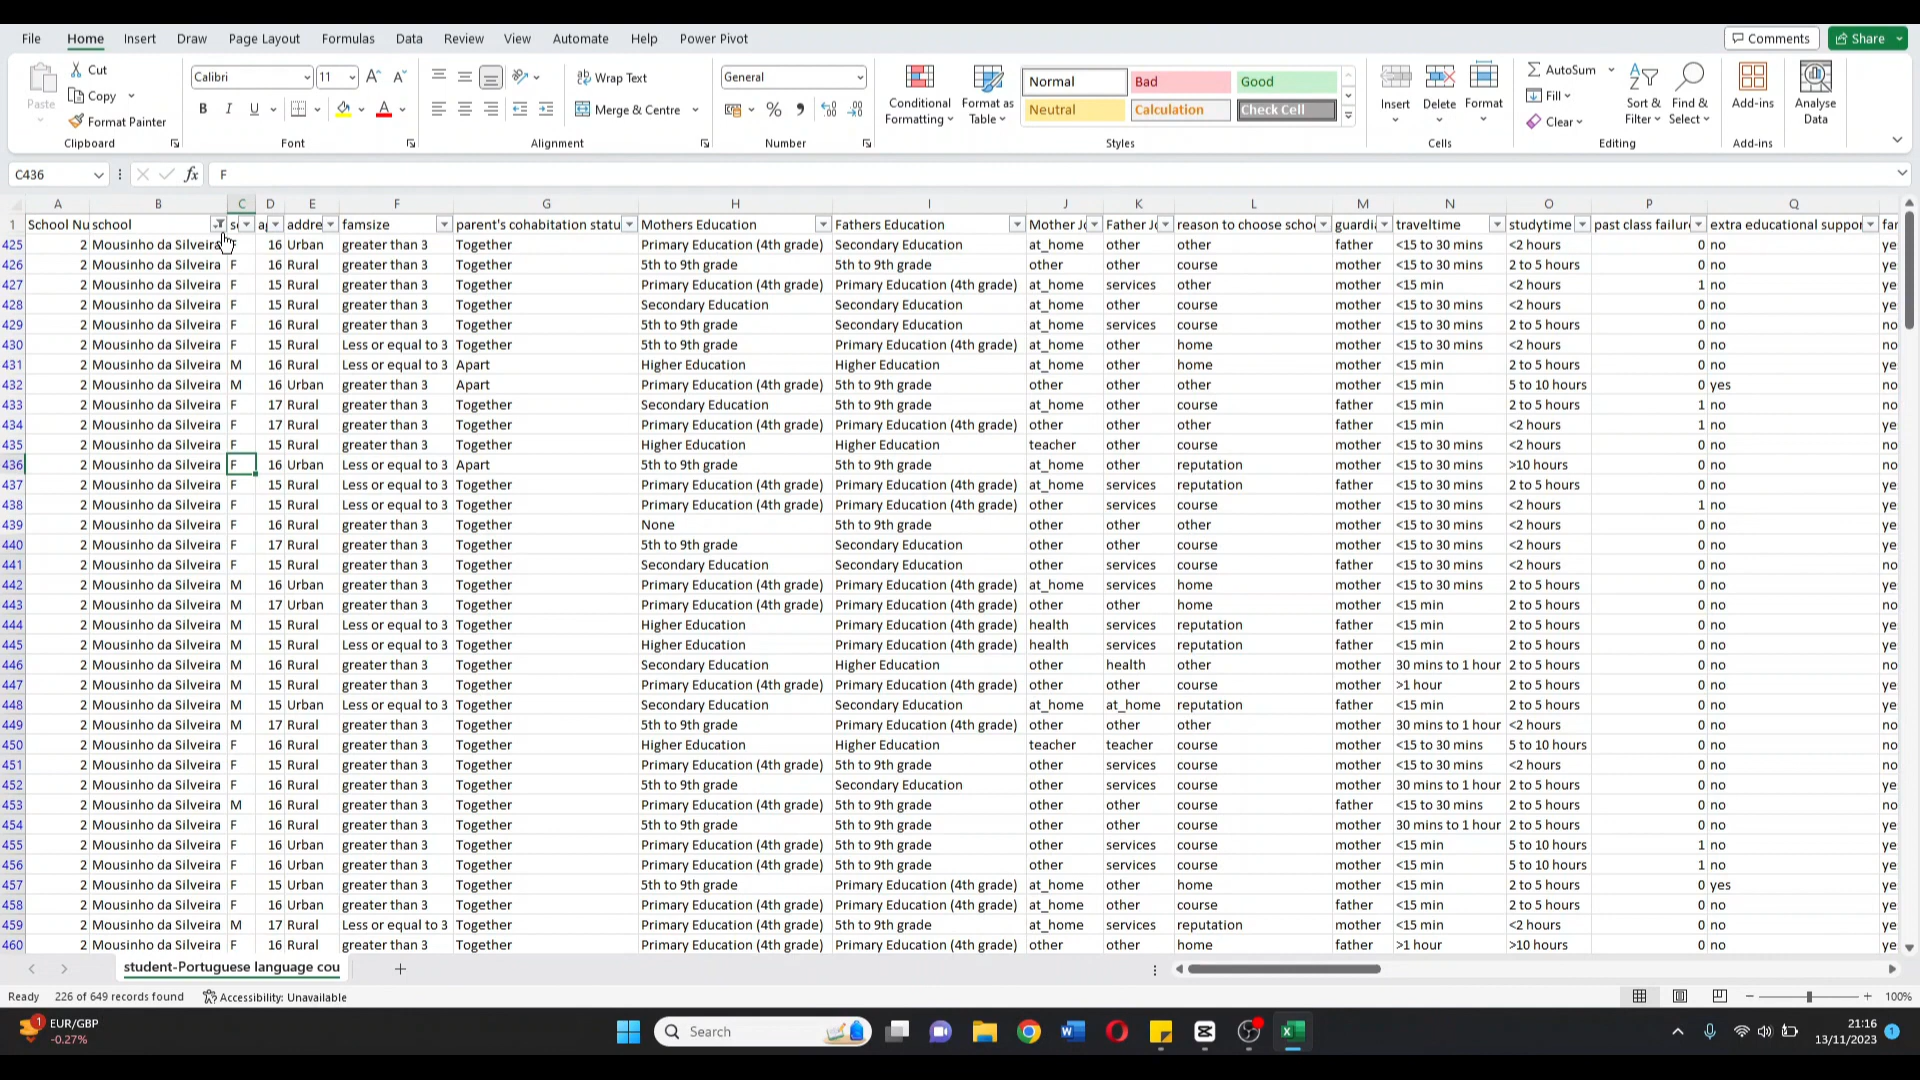 File Home Insert Draw Page Layout Formulas Data Review View Automate Help Power Pivot Comments Share
Paste Cut Copy Format Painter Clipboard
Calibri 11 B I U A Font
Wrap Text Merge & Centre Alignment
General % Number
Conditional Formatting Format as Table
Normal Bad Good
Neutral Calculation Check Cell
Styles
Insert Delete Format Cells
AutoSum Fill Clear Sort & Filter Find & Select Editing
Add-ins Add-ins
Analyse Data
C436 fx F
A B C D E F G H I J K L M N O P Q
1 School Nu school addre famsize parent's cohabitation statu Mothers Education Fathers Education Mother Jo Father Jo reason to choose scho guardi traveltime studytime past class failur extra educational suppor far
425 2 Mousinho da Silveira F 16 Urban greater than 3 Together Primary Education (4th grade) Secondary Education at_home other other father <15 to 30 mins <2 hours 0 no ye
426 2 Mousinho da Silveira F 16 Rural greater than 3 Together 5th to 9th grade 5th to 9th grade other other course mother <15 to 30 mins 2 to 5 hours 0 no ye
427 2 Mousinho da Silveira F 15 Rural greater than 3 Together Primary Education (4th grade) Primary Education (4th grade) at_home services other mother <15 min <2 hours 1 no ye
428 2 Mousinho da Silveira F 15 Rural greater than 3 Together Secondary Education Secondary Education at_home other course mother <15 to 30 mins <2 hours 0 no ye
429 2 Mousinho da Silveira F 16 Rural greater than 3 Together 5th to 9th grade Secondary Education at_home services course mother <15 to 30 mins 2 to 5 hours 0 no no
430 2 Mousinho da Silveira F 15 Rural Less or equal to 3 Together 5th to 9th grade Primary Education (4th grade) at_home other home mother <15 to 30 mins <2 hours 0 no ye
431 2 Mousinho da Silveira M 16 Rural Less or equal to 3 Apart Higher Education Higher Education at_home other home mother <15 min 2 to 5 hours 0 no ye
432 2 Mousinho da Silveira M 16 Urban greater than 3 Apart Primary Education (4th grade) 5th to 9th grade other other other mother <15 min 5 to 10 hours 0 yes no
433 2 Mousinho da Silveira F 17 Rural greater than 3 Together Secondary Education 5th to 9th grade at_home other course father <15 min 2 to 5 hours 1 no no
434 2 Mousinho da Silveira F 17 Rural greater than 3 Together Primary Education (4th grade) 5th to 9th grade other other other father <15 min <2 hours 1 no ye
435 2 Mousinho da Silveira F 15 Rural greater than 3 Together Higher Education Higher Education teacher other course mother <15 to 30 mins <2 hours 0 no no
436 2 Mousinho da Silveira F 16 Urban Less or equal to 3 Apart 5th to 9th grade 5th to 9th grade at_home other reputation mother <15 to 30 mins >10 hours 0 no no
437 2 Mousinho da Silveira F 15 Rural Less or equal to 3 Together Primary Education (4th grade) Primary Education (4th grade) at_home services reputation father <15 to 30 mins 2 to 5 hours 0 no no
438 2 Mousinho da Silveira F 15 Rural Less or equal to 3 Together Primary Education (4th grade) Primary Education (4th grade) other services course mother <15 to 30 mins <2 hours 1 no ye
439 2 Mousinho da Silveira F 16 Rural greater than 3 Together None 5th to 9th grade other other other mother <15 to 30 mins <2 hours 0 no no
440 2 Mousinho da Silveira F 17 Rural greater than 3 Together 5th to 9th grade Secondary Education other other course mother <15 to 30 mins <2 hours 0 no ye
441 2 Mousinho da Silveira F 15 Rural greater than 3 Together Secondary Education Secondary Education other services course father <15 to 30 mins <2 hours 0 no no
442 2 Mousinho da Silveira M 16 Urban greater than 3 Together Primary Education (4th grade) Primary Education (4th grade) at_home services home mother <15 to 30 mins 2 to 5 hours 0 no ye
443 2 Mousinho da Silveira M 17 Urban greater than 3 Together Primary Education (4th grade) Primary Education (4th grade) other other home mother <15 min 2 to 5 hours 0 no no
444 2 Mousinho da Silveira M 15 Rural Less or equal to 3 Together Higher Education Primary Education (4th grade) health services reputation father <15 min 2 to 5 hours 0 no ye
445 2 Mousinho da Silveira M 15 Rural Less or equal to 3 Together Higher Education Primary Education (4th grade) health services reputation father <15 min 2 to 5 hours 0 no ye
446 2 Mousinho da Silveira M 16 Rural greater than 3 Together Secondary Education Higher Education other health other mother 30 mins to 1 hour 2 to 5 hours 0 no no
447 2 Mousinho da Silveira M 15 Rural greater than 3 Together Primary Education (4th grade) Primary Education (4th grade) other other course mother >1 hour 2 to 5 hours 0 no ye
448 2 Mousinho da Silveira M 15 Urban Less or equal to 3 Together Secondary Education Secondary Education at_home at_home reputation father <15 min 2 to 5 hours 0 no ye
449 2 Mousinho da Silveira M 17 Rural greater than 3 Together 5th to 9th grade Primary Education (4th grade) other other other mother 30 mins to 1 hour <2 hours 0 no no
450 2 Mousinho da Silveira F 16 Rural greater than 3 Together Higher Education Higher Education teacher teacher course mother <15 to 30 mins 5 to 10 hours 0 no ye
451 2 Mousinho da Silveira F 15 Rural greater than 3 Together Primary Education (4th grade) 5th to 9th grade other services course mother <15 to 30 mins <2 hours 0 no ye
452 2 Mousinho da Silveira F 16 Rural greater than 3 Together 5th to 9th grade Secondary Education other services course mother 30 mins to 1 hour 2 to 5 hours 0 no ye
453 2 Mousinho da Silveira M 16 Rural greater than 3 Together Primary Education (4th grade) 5th to 9th grade other other course father <15 to 30 mins 2 to 5 hours 0 no no
454 2 Mousinho da Silveira F 16 Rural greater than 3 Together 5th to 9th grade 5th to 9th grade other other course mother 30 mins to 1 hour 2 to 5 hours 0 no ye
455 2 Mousinho da Silveira F 16 Urban greater than 3 Together Primary Education (4th grade) 5th to 9th grade other services course mother <15 min 5 to 10 hours 1 no ye
456 2 Mousinho da Silveira F 16 Urban greater than 3 Together Primary Education (4th grade) 5th to 9th grade other services course mother <15 min 5 to 10 hours 1 no ye
457 2 Mousinho da Silveira F 15 Urban greater than 3 Together 5th to 9th grade Primary Education (4th grade) at_home other home mother <15 min 2 to 5 hours 0 yes ye
458 2 Mousinho da Silveira F 16 Urban greater than 3 Together Primary Education (4th grade) Primary Education (4th grade) at_home other course father <15 min 2 to 5 hours 0 no ye
459 2 Mousinho da Silveira M 17 Rural Less or equal to 3 Together Primary Education (4th grade) 5th to 9th grade at_home services reputation mother <15 min <2 hours 0 no ye
460 2 Mousinho da Silveira F 16 Rural greater than 3 Together Primary Education (4th grade) Primary Education (4th grade) other other home father >1 hour >10 hours 0 no ye
student-Portuguese language cou
Ready 226 of 649 records found Accessibility: Unavailable 100%
1 EUR/GBP
-0.27%
Search
21:16
13/11/2023
1